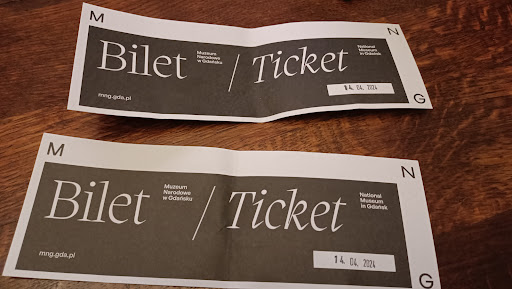 M
N
Bilet
Muzeum
Narodowe
w Gdańsku
/ Ticket
National
Museum
in Gdańsk
mng.gda.pl
14. 04. 2024
G
M
N
Bilet
Muzeum
Narodowe
w Gdańsku
/ Ticket
National
Museum
in Gdańsk
mng.gda.pl
14. 04. 2024
G